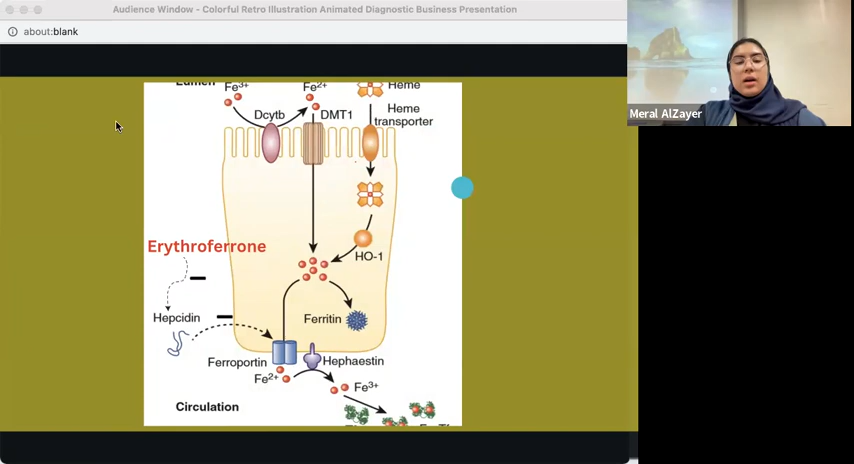 Audience Window - Colorful Retro Illustration Animated Diagnostic Business Presentation
about:blank
Meral AlZayer
Lumen
Fe3+
Fe2+
Heme
Dcytb
DMT1
Heme
transporter
Erythroferrone
HO-1
Hepcidin
Ferritin
Ferroportin
Hephaestin
Fe2+
Fe3+
Circulation